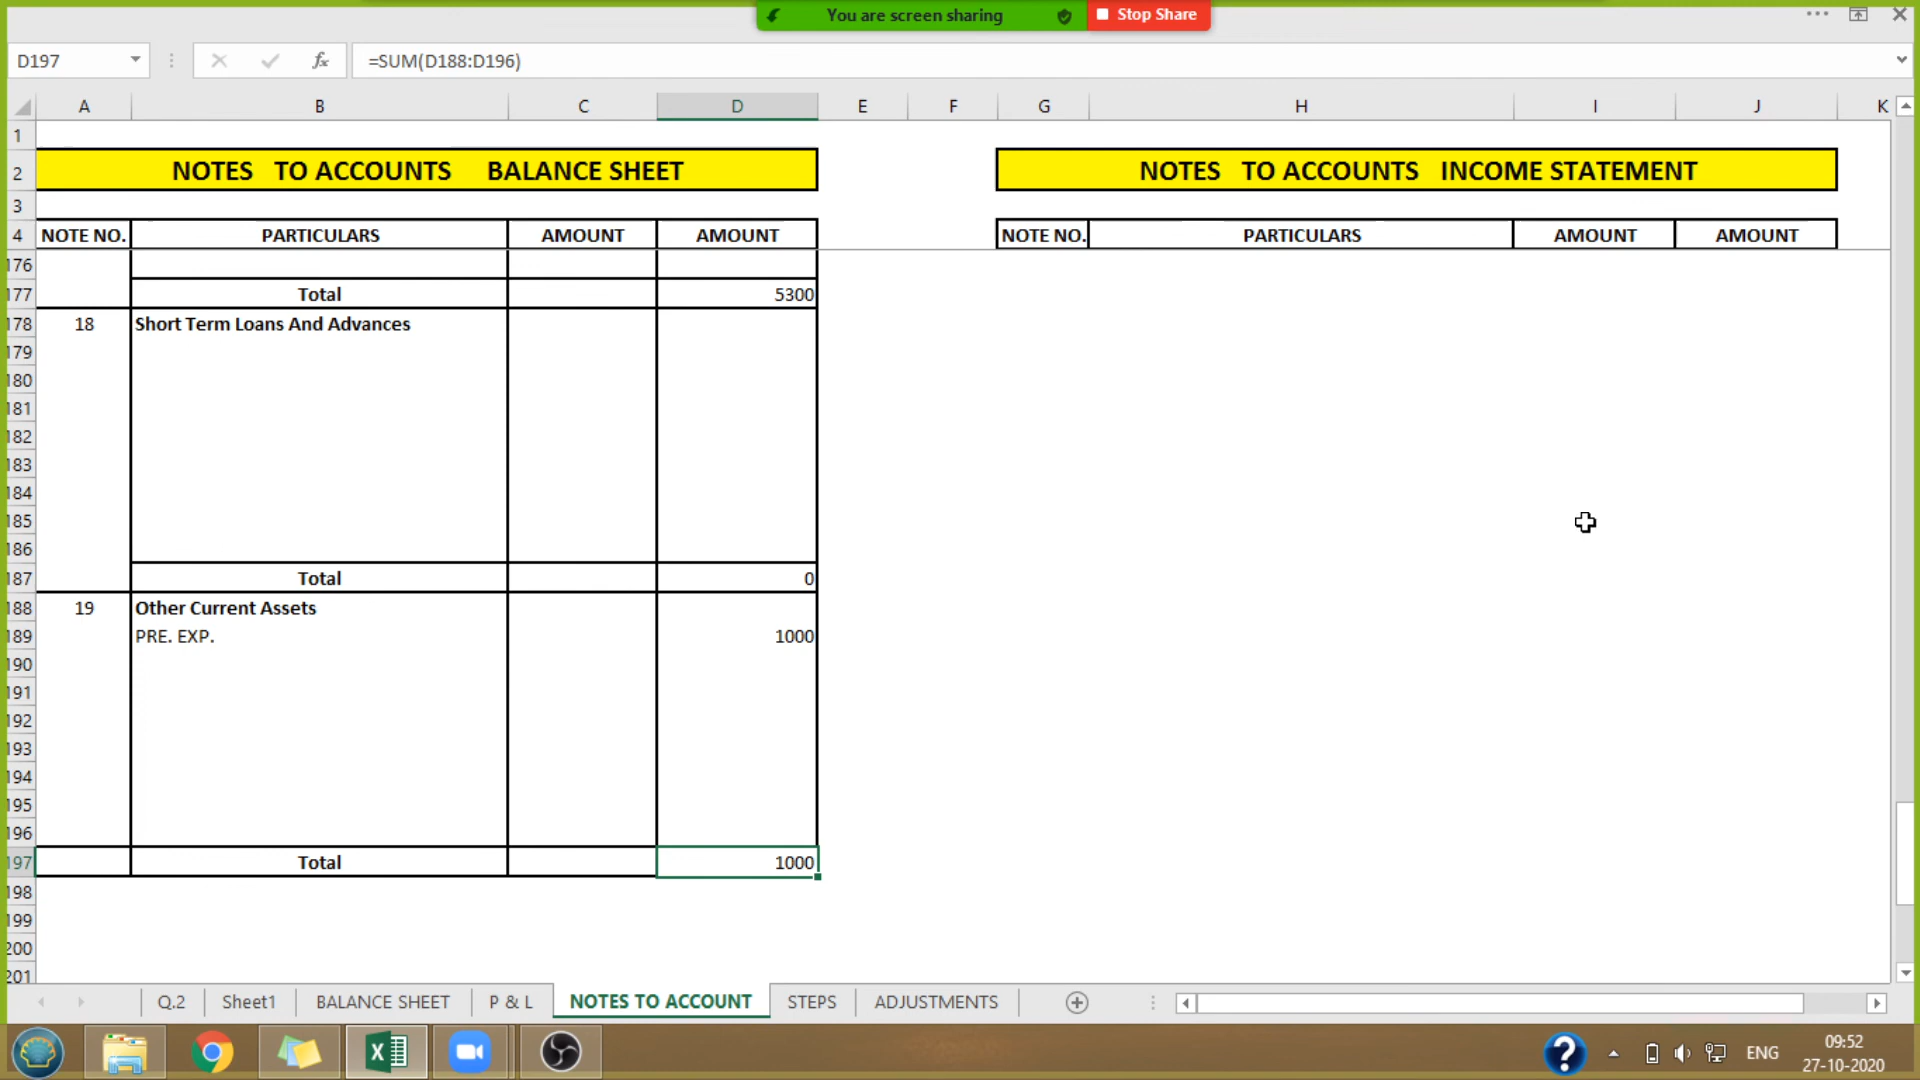 You are screen sharing
Stop Share
D197
fx
=SUM(D188:D196)
A B C D E F G H I J K
1
2 NOTES TO ACCOUNTS BALANCE SHEET NOTES TO ACCOUNTS INCOME STATEMENT
3
4 NOTE NO. PARTICULARS AMOUNT AMOUNT NOTE NO. PARTICULARS AMOUNT AMOUNT
176
177 Total 5300
178 18 Short Term Loans And Advances
179
180
181
182
183
184
185
186
187 Total 0
188 19 Other Current Assets
189 PRE. EXP. 1000
190
191
192
193
194
195
196
197 Total 1000
198
199
200
201
Q.2 Sheet1 BALANCE SHEET P & L NOTES TO ACCOUNT STEPS ADJUSTMENTS
ENG
09:52
27-10-2020